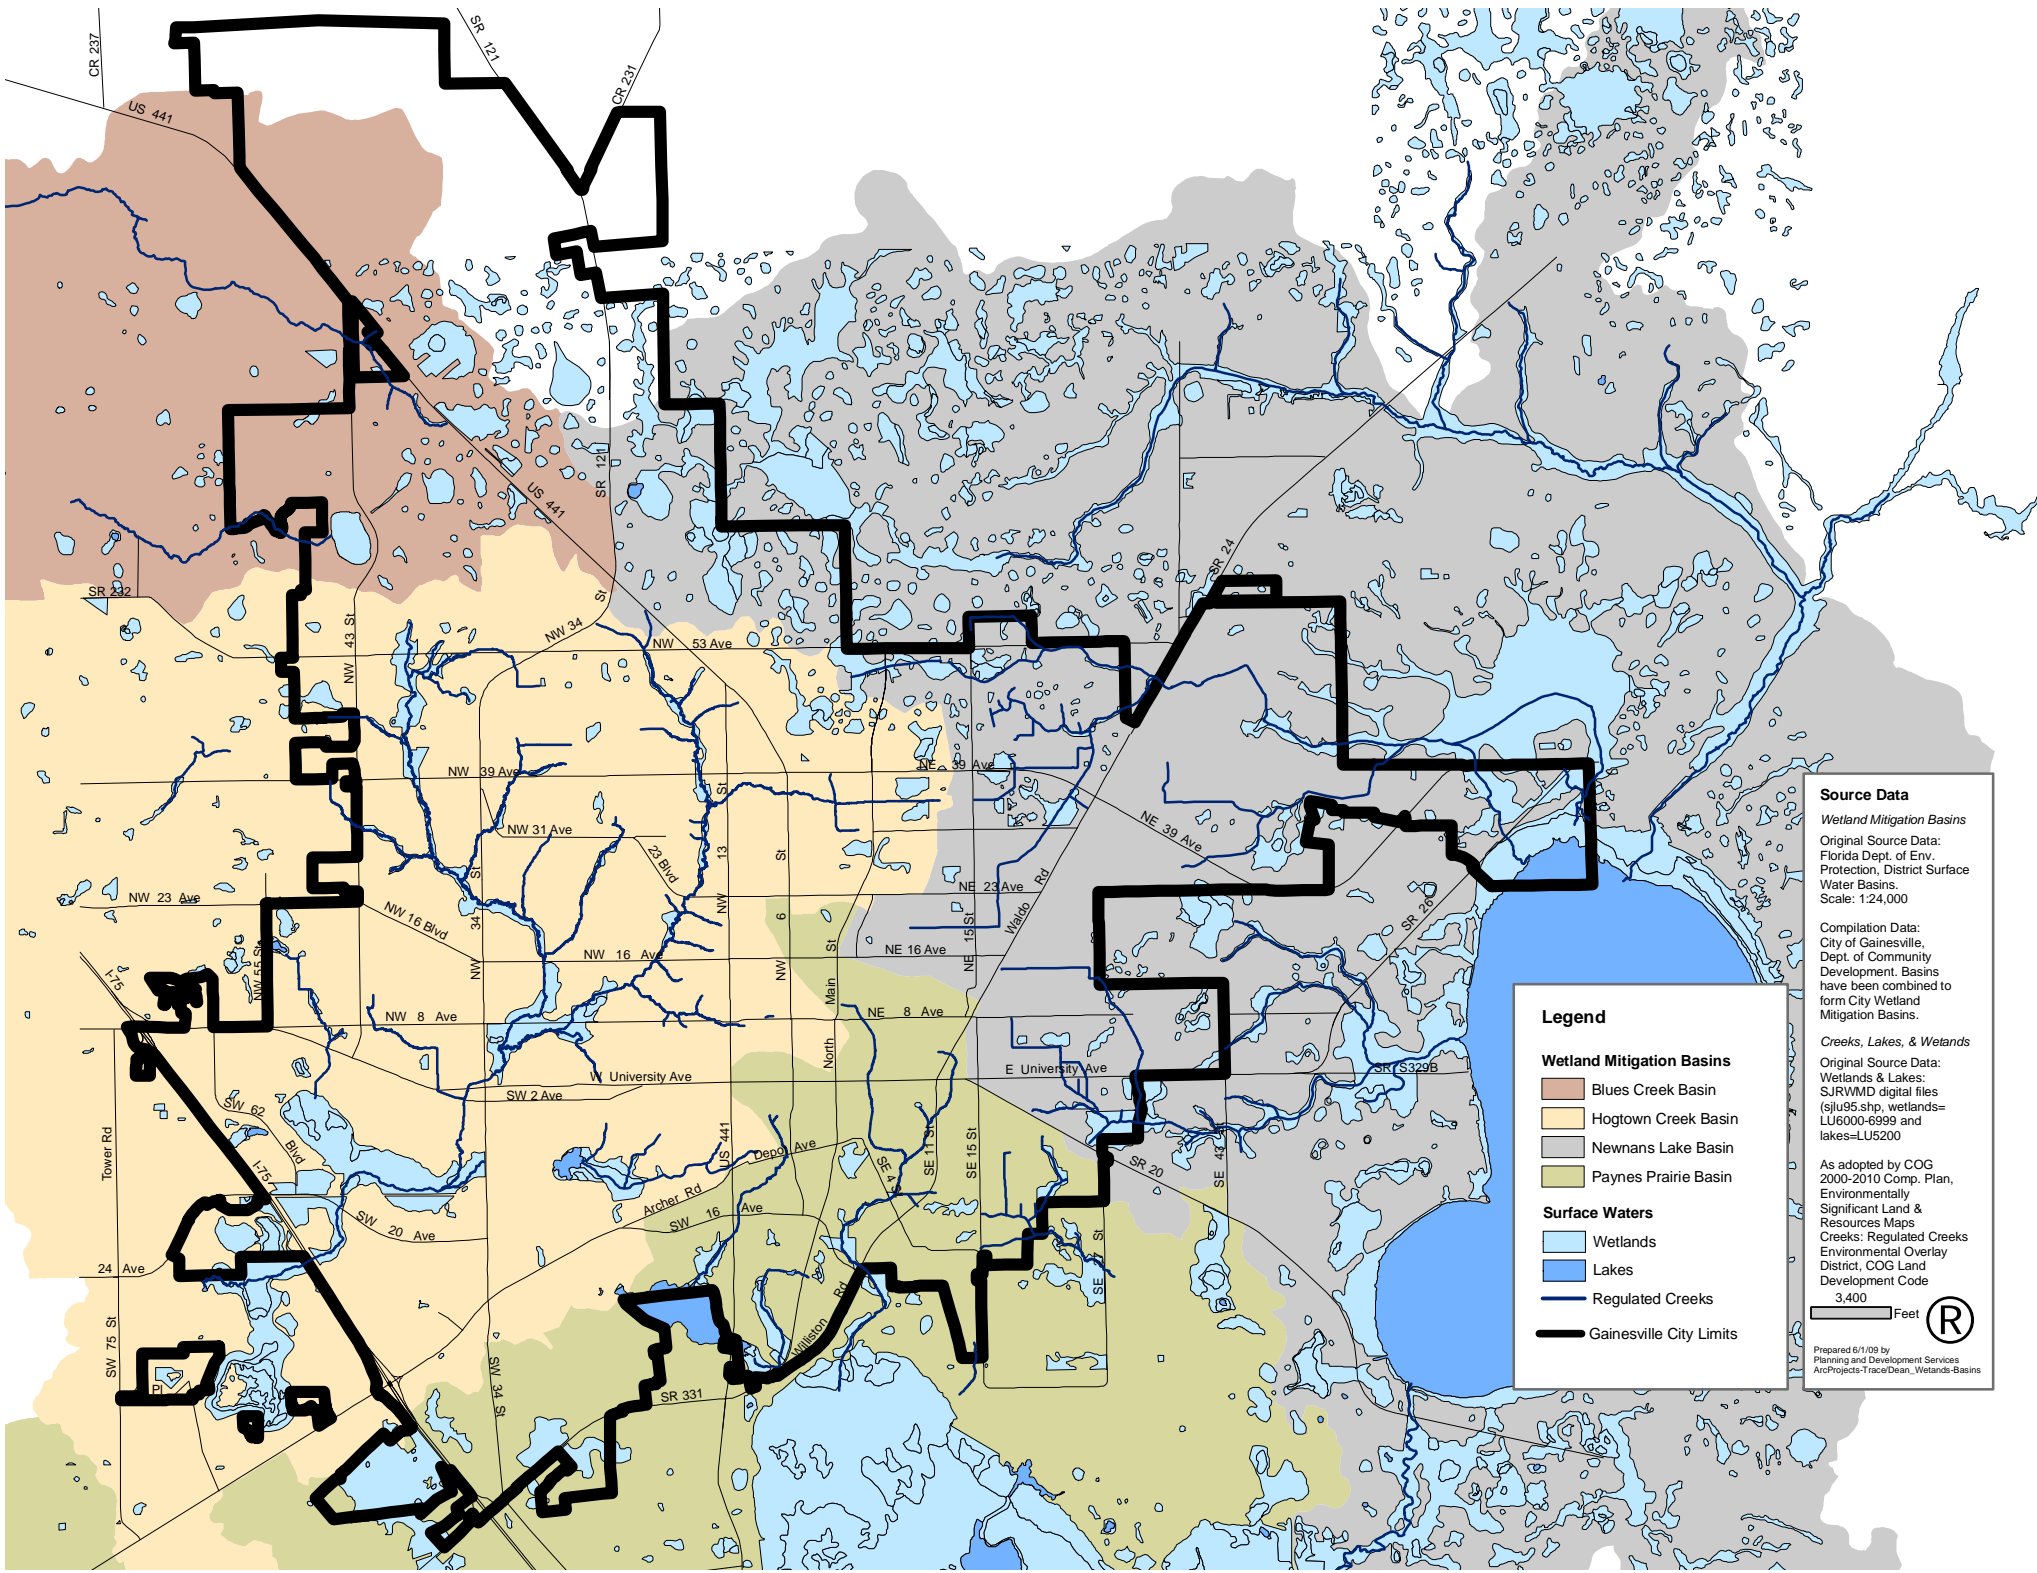 CR 237
SR 121
CR 231
US 441
SR 121
US 441
SR 24
SR 232
NW 43 St
NW 34 St
NW 53 Ave
NW 39 Ave
NE 39 Ave
NW 31 Ave
23 Blvd
NW 13 St
NW 6 St
NE 39 Ave
NW 23 Ave
NE 23 Ave
NW 16 Blvd
NW 34 St
NW 16 Ave
NE 16 Ave
NE 15 St
Waldo Rd
SR 26
NW 55 St
I-75
North Main St
NW 8 Ave
NE 8 Ave
W University Ave
E University Ave
SR S329B
SW 2 Ave
SW 62 Blvd
Tower Rd
I-75
US 441
Depot Ave
SE 4 St
SE 11 St
SE 15 St
SR 20
SE 43 St
Archer Rd
SW 16 Ave
SW 20 Ave
24 Ave
SW 75 St
Williston Rd
SE 27 St
SW 34 St
SR 331
Pl
Source Data
Wetland Mitigation Basins
Original Source Data:
Florida Dept. of Env.
Protection, District Surface
Water Basins.
Scale: 1:24,000
Compilation Data:
City of Gainesville,
Dept. of Community
Development. Basins
have been combined to
form City Wetland
Mitigation Basins.
Creeks, Lakes, & Wetands
Original Source Data:
Wetlands & Lakes:
SJRWMD digital files
(sjlu95.shp, wetlands=
LU6000-6999 and
lakes=LU5200
As adopted by COG
2000-2010 Comp. Plan,
Environmentally
Significant Land &
Resources Maps
Creeks: Regulated Creeks
Environmental Overlay
District, COG Land
Development Code
3,400
Feet
R
Prepared 6/1/09 by
Planning and Development Services
ArcProjects-Trace/Dean_Wetands-Basins
Legend
Wetland Mitigation Basins
Blues Creek Basin
Hogtown Creek Basin
Newnans Lake Basin
Paynes Prairie Basin
Surface Waters
Wetlands
Lakes
Regulated Creeks
Gainesville City Limits